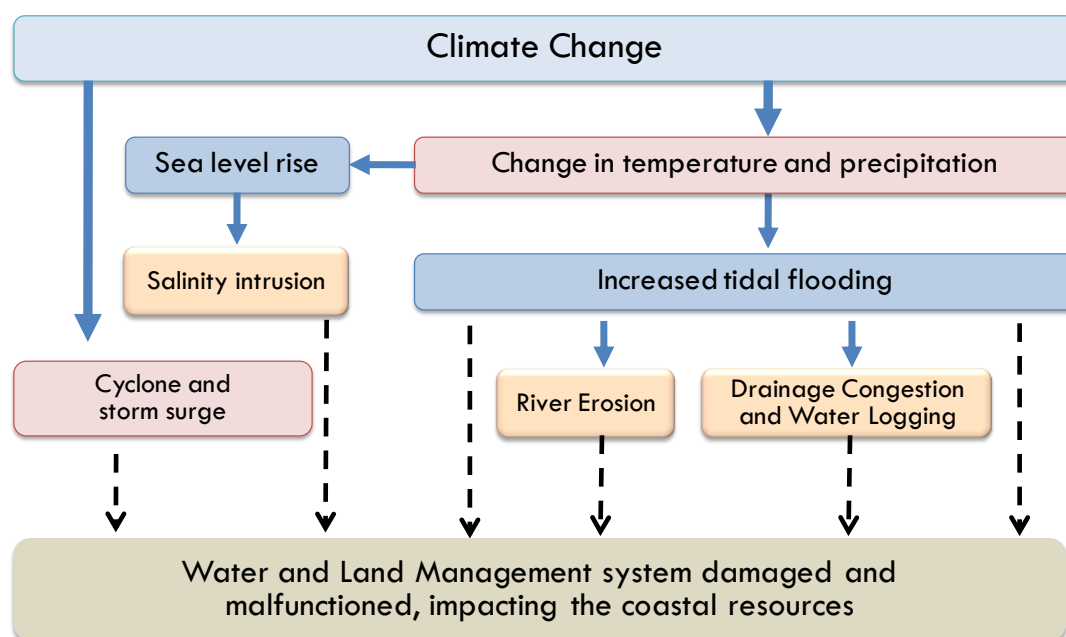 Climate Change
Sea level rise
Change in temperature and precipitation
Salinity intrusion
Increased tidal flooding
Cyclone and
storm surge
River Erosion
Drainage Congestion
and Water Logging
Water and Land Management system damaged and
malfunctioned, impacting the coastal resources